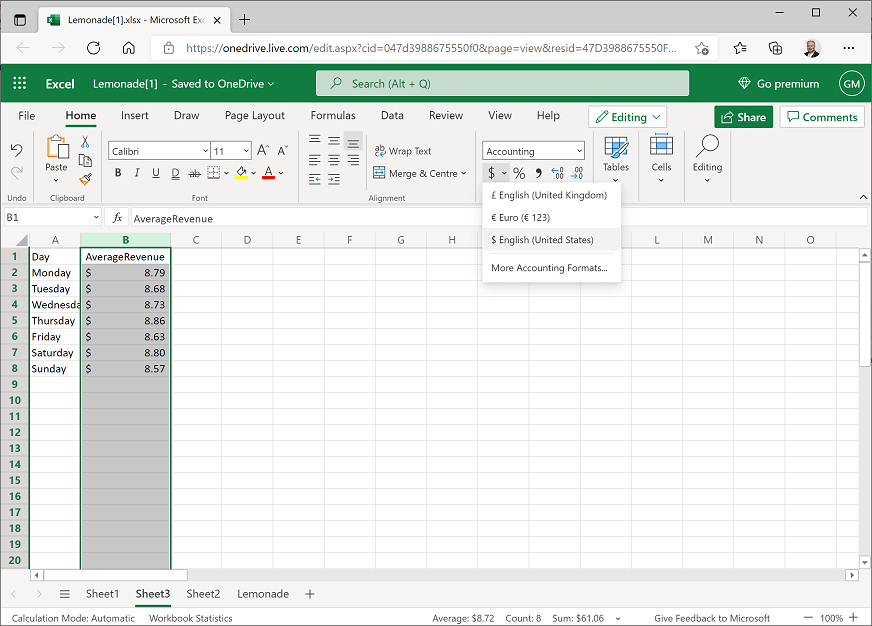 Lemonade[1].xlsx - Microsoft Exc
https://onedrive.live.com/edit.aspx?cid=047d3988675550f0&page=view&resid=47D3988675550F...
Excel Lemonade[1] - Saved to OneDrive Search (Alt + Q) Go premium GM
File Home Insert Draw Page Layout Formulas Data Review View Help Editing Share Comments
Calibri 11 Wrap Text Accounting
Paste B I U D ab A Merge & Centre $ % Tables Cells Editing
Undo Clipboard Font Alignment
£ English (United Kingdom)
€ Euro (€ 123)
$ English (United States)
More Accounting Formats...
B1 fx AverageRevenue
A B C D E F G H L M N O
1 Day AverageRevenue
2 Monday $ 8.79
3 Tuesday $ 8.68
4 Wednesda $ 8.73
5 Thursday $ 8.86
6 Friday $ 8.63
7 Saturday $ 8.80
8 Sunday $ 8.57
9
10
11
12
13
14
15
16
17
18
19
20
Sheet1 Sheet3 Sheet2 Lemonade
Calculation Mode: Automatic Workbook Statistics Average: $8.72 Count: 8 Sum: $61.06 Give Feedback to Microsoft 100%